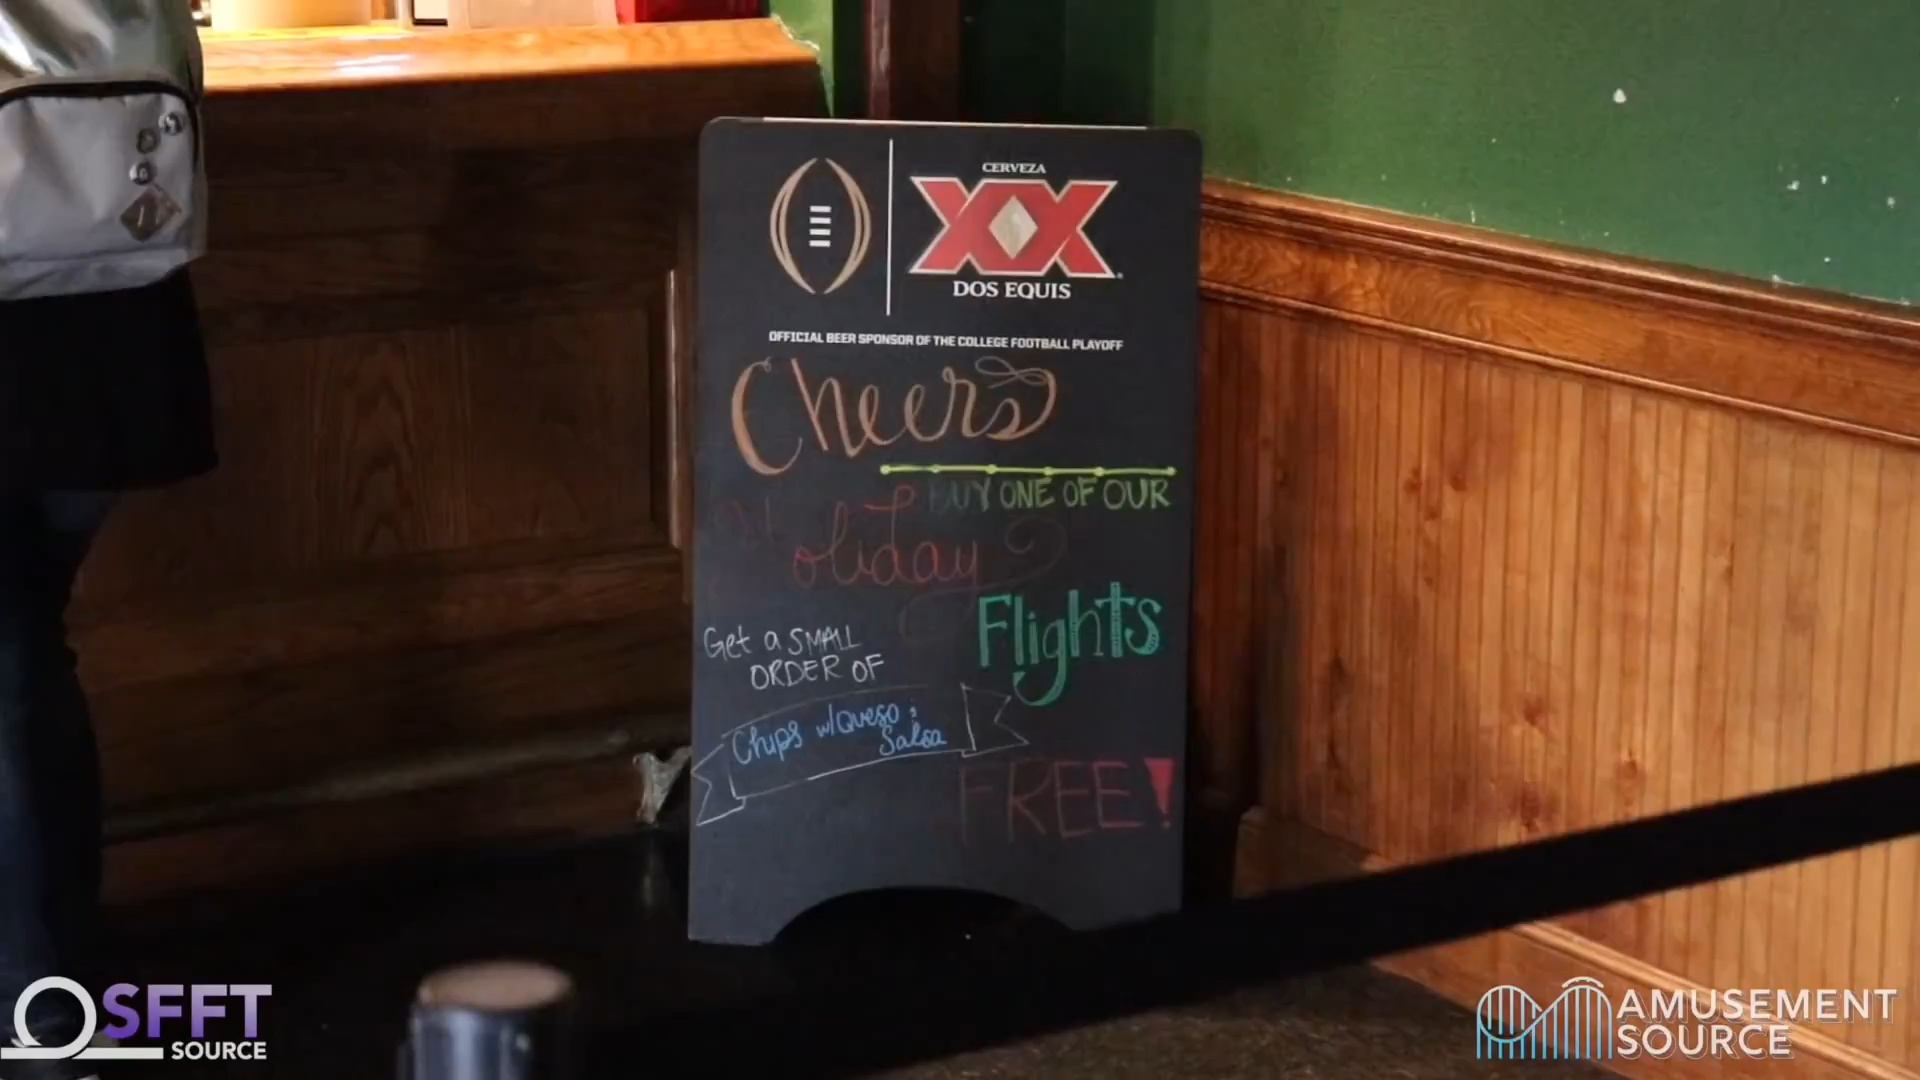 CERVEZA
XX
DOS EQUIS
OFFICIAL BEER SPONSOR OF THE COLLEGE FOOTBALL PLAYOFF
Cheers
BUY ONE OF OUR
Holiday
Flights
Get a SMALL
ORDER OF
Chips w/Queso &
Salsa
FREE!
SFFT
SOURCE
AMUSEMENT
SOURCE